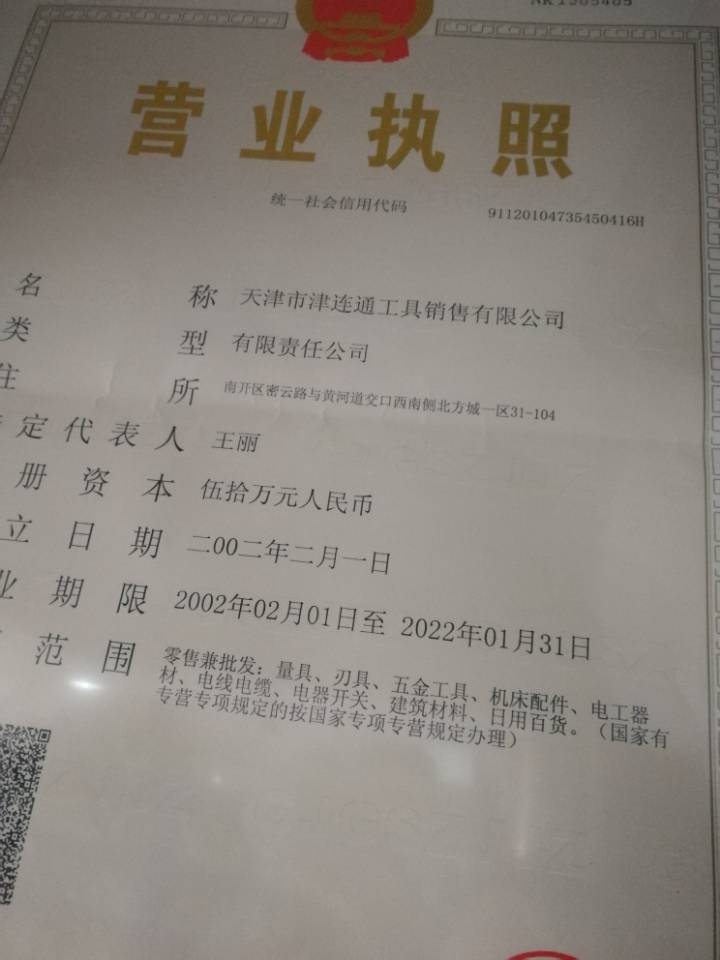 营业执照
统一社会信用代码 91120104735450416H
名称 天津市津连通工具销售有限公司
类型 有限责任公司
住所 南开区密云路与黄河道交口西南侧北方城一区31-104
定代表人 王丽
册资本 伍拾万元人民币
立日期 二00二年二月一日
业期限 2002年02月01日至 2022年01月31日
范围 零售兼批发：量具、刃具、五金工具、机床配件、电工器
材、电线电缆、电器开关、建筑材料、日用百货。（国家有
专营专项规定的按国家专项专营规定办理）